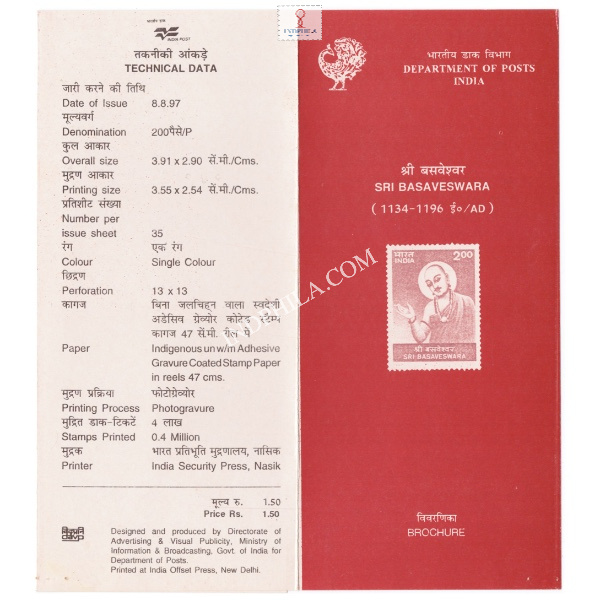 भारतीय डाक
INDIA POST
तकनीकी आंकड़े
TECHNICAL DATA
जारी करने की तिथि
Date of Issue 8.8.97
मूल्यवर्ग
Denomination 200पैसे/P
कुल आकार
Overall size 3.91 x 2.90 सें.मी./Cms.
मुद्रण आकार
Printing size 3.55 x 2.54 सें.मी./Cms.
प्रतिशीट संख्या
Number per
issue sheet 35
रंग एक रंग
Colour Single Colour
छिद्रण
Perforation 13 x 13
कागज बिना जलचिह्न वाला स्वदेशी
अडेसिव ग्रेव्योर कोटेड स्टैम्प
कागज 47 सें.मी. रील में
Paper Indigenous un w/m Adhesive
Gravure Coated Stamp Paper
in reels 47 cms.
मुद्रण प्रक्रिया फोटोग्रेव्योर
Printing Process Photogravure
मुद्रित डाक-टिकटें 4 लाख
Stamps Printed 0.4 Million
मुद्रक भारत प्रतिभूति मुद्रणालय, नासिक
Printer India Security Press, Nasik
मूल्य रु. 1.50
Price Rs. 1.50
Designed and produced by Directorate of
Advertising & Visual Publicity, Ministry of
Information & Broadcasting, Govt. of India for
Department of Posts.
Printed at India Offset Press, New Delhi.
INDPHILA
भारतीय डाक विभाग
DEPARTMENT OF POSTS
INDIA
श्री बसवेश्वर
SRI BASAVESWARA
(1134-1196 ई०/AD)
भारत 2.00
INDIA
श्री बसवेश्वर
SRI BASAVESWARA
INDPHILA.COM
विवरणिका
BROCHURE